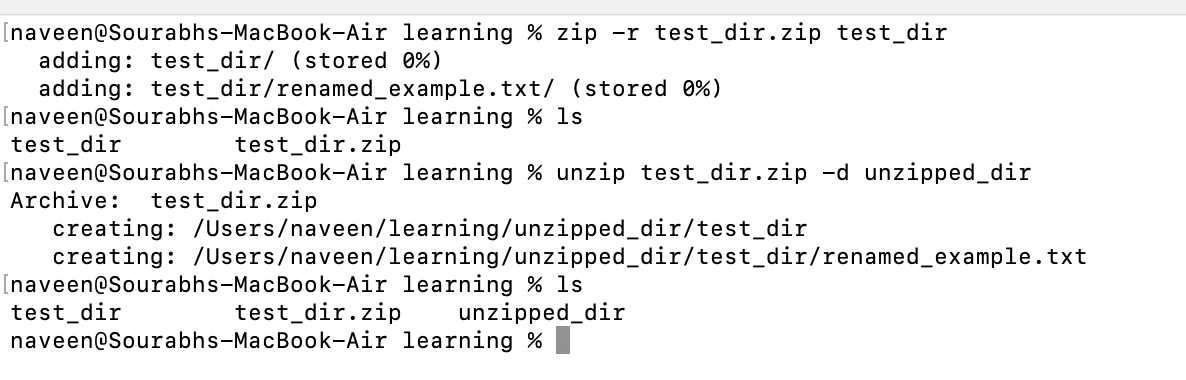 [naveen@Sourabhs-MacBook-Air learning % zip -r test_dir.zip test_dir
  adding: test_dir/ (stored 0%)
  adding: test_dir/renamed_example.txt/ (stored 0%)
[naveen@Sourabhs-MacBook-Air learning % ls
test_dir        test_dir.zip
[naveen@Sourabhs-MacBook-Air learning % unzip test_dir.zip -d unzipped_dir
Archive:  test_dir.zip
   creating: /Users/naveen/learning/unzipped_dir/test_dir
   creating: /Users/naveen/learning/unzipped_dir/test_dir/renamed_example.txt
[naveen@Sourabhs-MacBook-Air learning % ls
test_dir        test_dir.zip    unzipped_dir
naveen@Sourabhs-MacBook-Air learning %